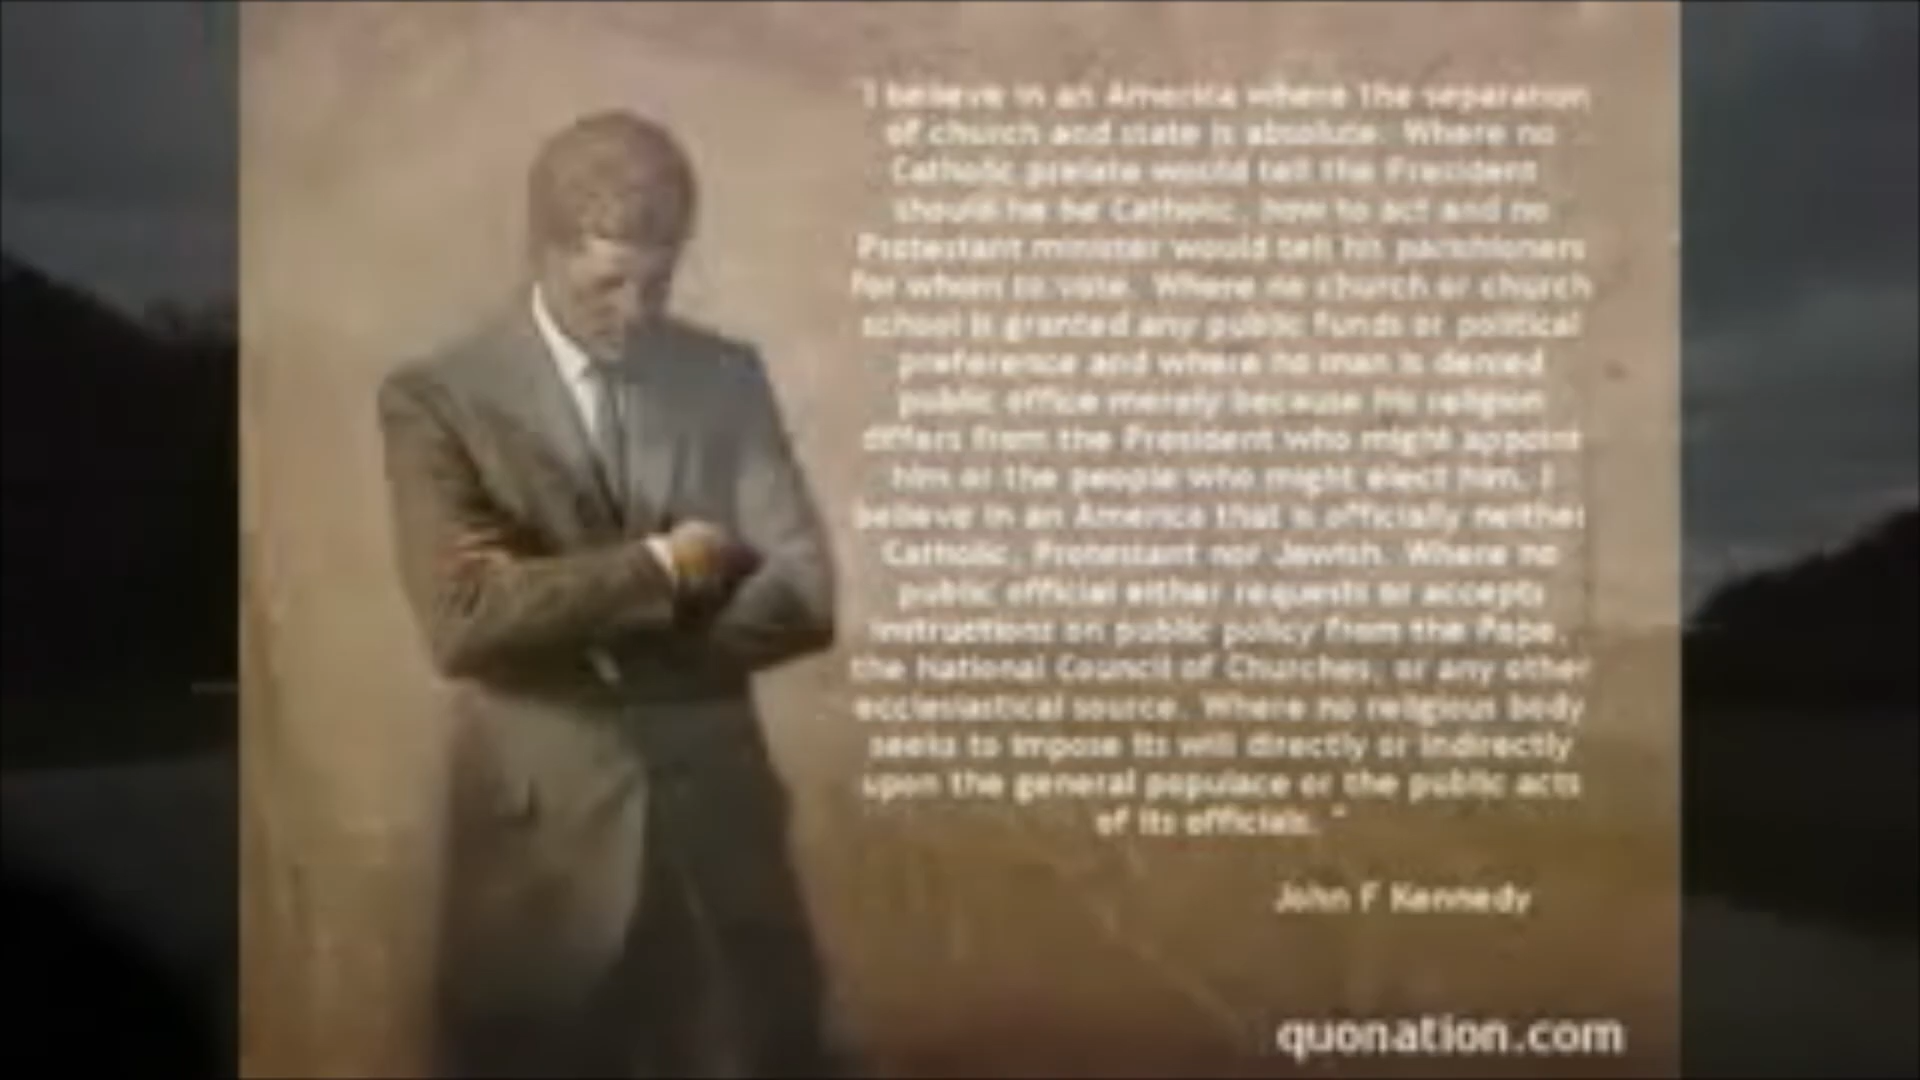 "I believe in an America where the separation
of church and state is absolute. Where no
Catholic prelate would tell the President
should he be Catholic, how to act and no
Protestant minister would tell his parishioners
for whom to vote. Where no church or church
school is granted any public funds or political
preference and where no man is denied
public office merely because his religion
differs from the President who might appoint
him or the people who might elect him. I
believe in an America that is officially neither
Catholic, Protestant nor Jewish. Where no
public official either requests or accepts
instructions on public policy from the Pope,
the National Council of Churches, or any other
ecclesiastical source. Where no religious body
seeks to impose its will directly or indirectly
upon the general populace or the public acts
of its officials. "
John F Kennedy
quonation.com